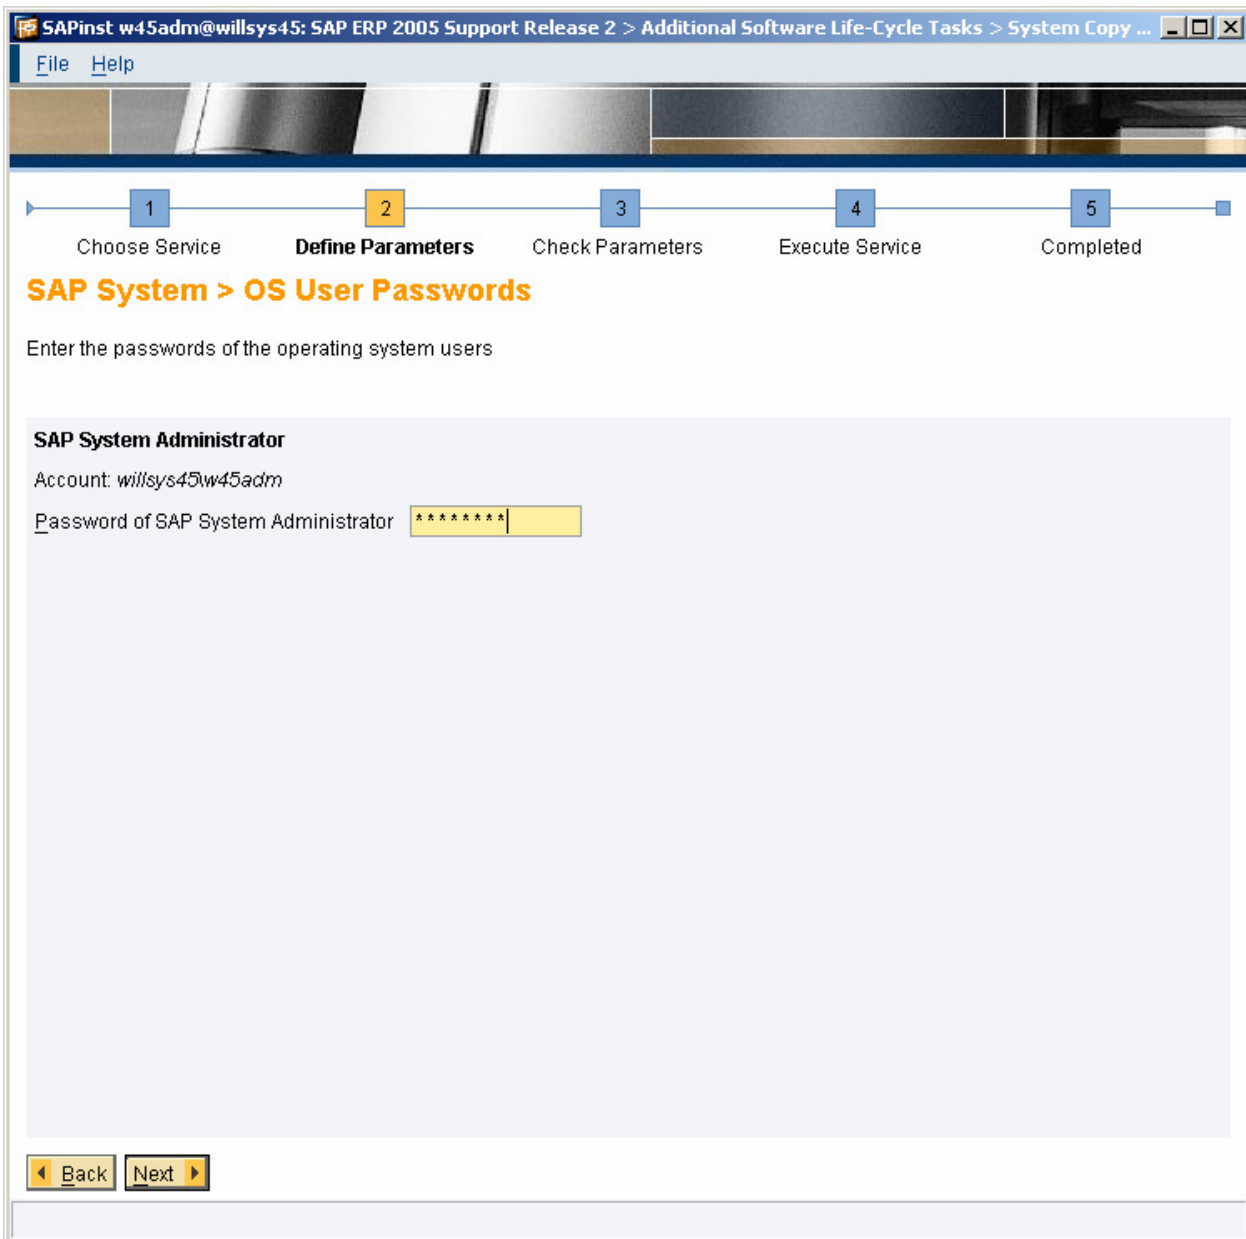 SAPinst w45adm@willsys45: SAP ERP 2005 Support Release 2 > Additional Software Life-Cycle Tasks > System Copy ...
File Help
1 2 3 4 5
Choose Service Define Parameters Check Parameters Execute Service Completed
SAP System > OS User Passwords
Enter the passwords of the operating system users
SAP System Administrator
Account: willsys45\w45adm
Password of SAP System Administrator ********
Back Next